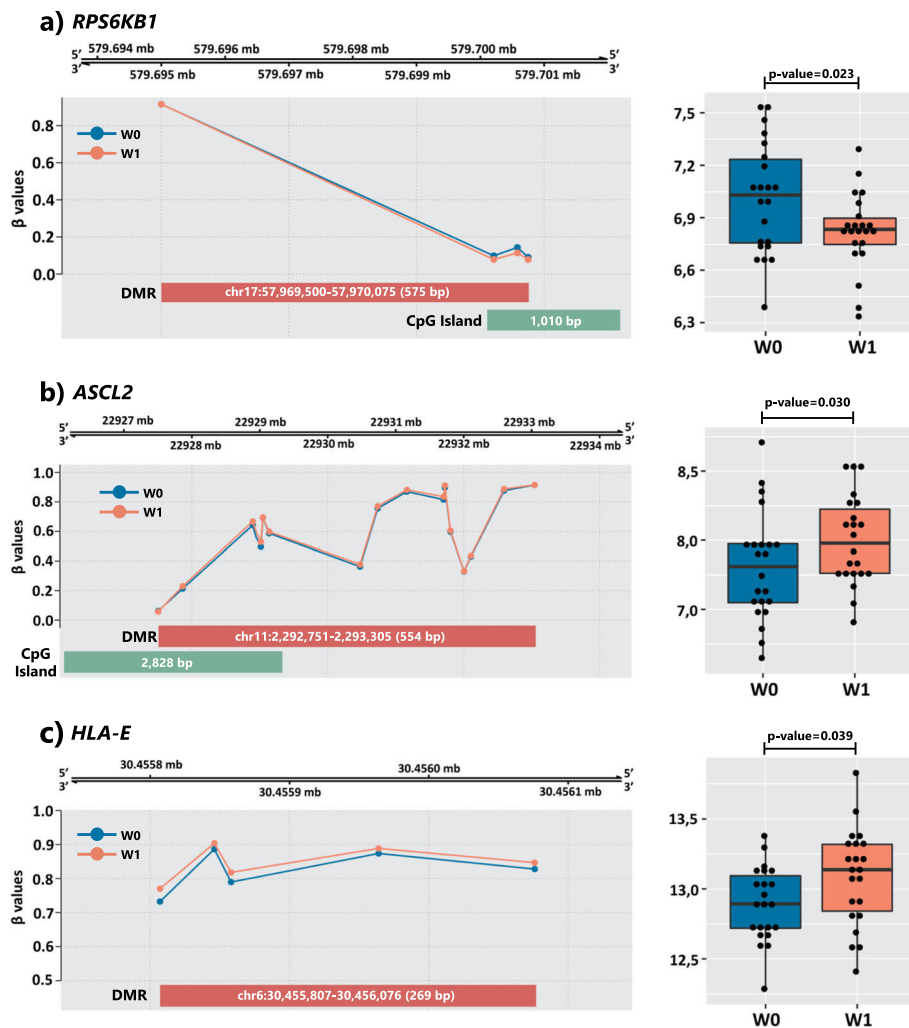 a) RPS6KB1
579.694 mb 579.696 mb 579.698 mb 579.700 mb
5’ 3’
3’ 5’
579.695 mb 579.697 mb 579.699 mb 579.701 mb
p-value=0.023
β values
0.8
0.6
0.4
0.2
0.0
W0
W1
DMR chr17:57,969,500-57,970,075 (575 bp)
CpG Island 1,010 bp
7,5
7,2
6,9
6,6
6,3
W0 W1
b) ASCL2
22927 mb 22929 mb 22931 mb 22933 mb
5’ 3’
3’ 5’
22928 mb 22930 mb 22932 mb 22934 mb
p-value=0.030
β values
1.0
0.8
0.6
0.4
0.2
0.0
W0
W1
DMR chr11:2,292,751-2,293,305 (554 bp)
CpG
Island
2,828 bp
8,5
8,0
7,0
W0 W1
c) HLA-E
30.4558 mb 30.4560 mb
5’ 5’
3’ 3’
30.4559 mb 30.4561 mb
p-value=0.039
β values
1.0
0.9
0.8
0.7
0.6
0.5
W0
W1
DMR chr6:30,455,807-30,456,076 (269 bp)
13,5
13,0
12,5
W0 W1